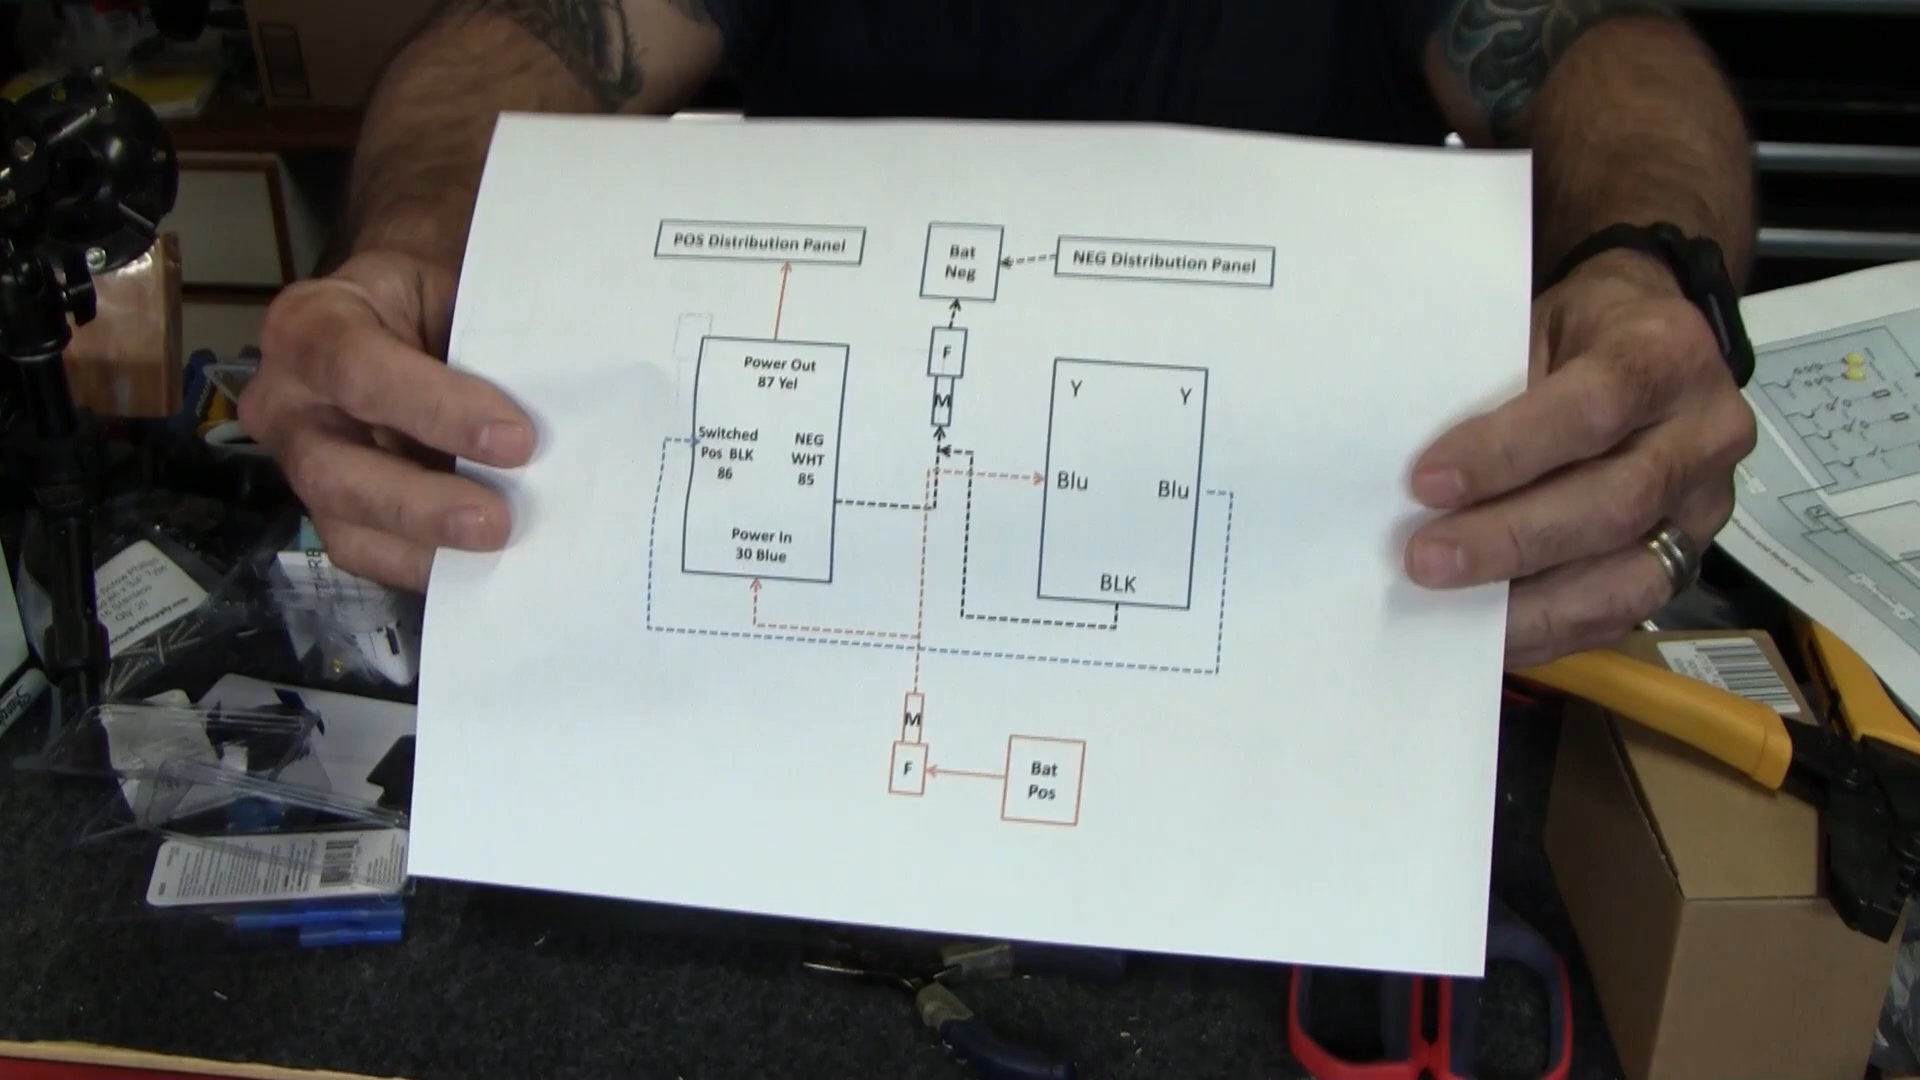 POS Distribution Panel
Bat
Neg
NEG Distribution Panel
F
M
Power Out
87 Yel
Switched
Pos BLK
86
NEG
WHT
85
Power In
30 Blue
Y
Y
Blu
Blu
BLK
M
F
Bat
Pos